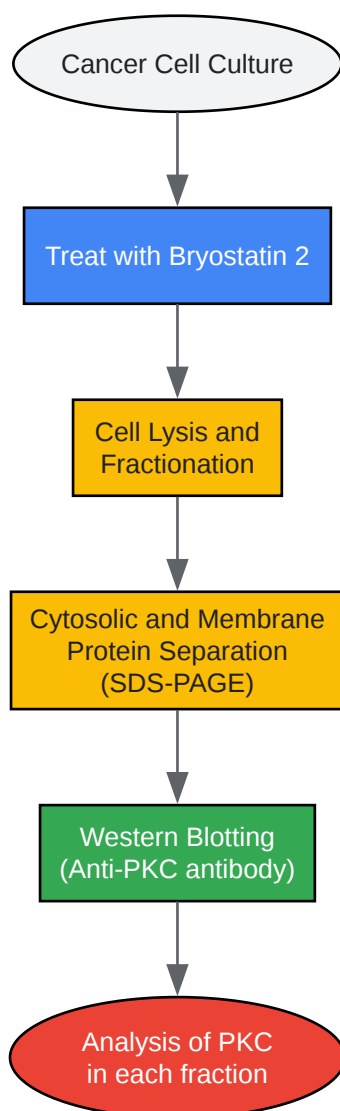 Cancer Cell Culture
Treat with Bryostatin 2
Cell Lysis and
Fractionation
Cytosolic and Membrane
Protein Separation
(SDS-PAGE)
Western Blotting
(Anti-PKC antibody)
Analysis of PKC
in each fraction